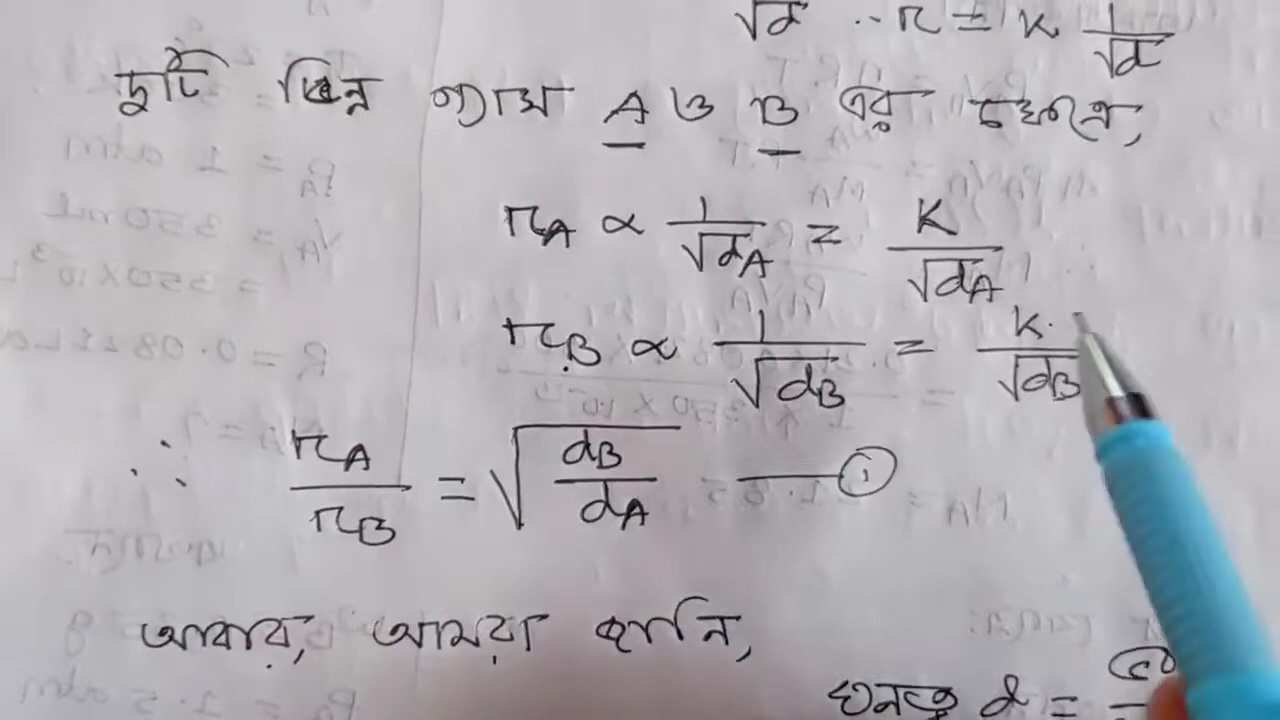 √d ∴ r = K 1/√d
দুটি ভিন্ন গ্যাস A ও B এর ক্ষেত্রে,
rA ∝ 1/√dA = K/√dA
rB ∝ 1/√dB = K/√dB
∴ rA/rB = √(dB/dA) —— ①
আবার, আমরা জানি,
ঘনত্ব d =